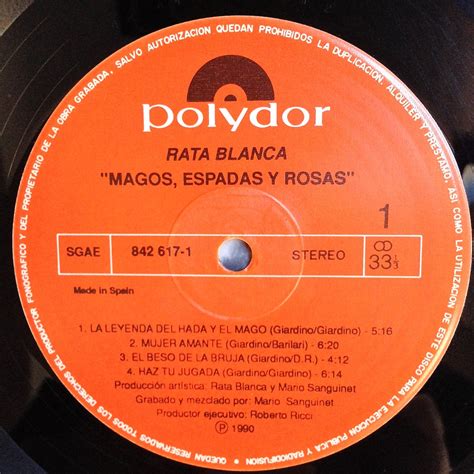 SALVO AUTORIZACION QUEDAN PROHIBIDOS LA DUPLICACION, ALQUILER Y PRESTAMO, ASI COMO LA UTILIZACION DE ESTE DISCO PARA LA EJECUCION PUBLICA Y RADIODIFUSION
QUEDAN RESERVADOS TODOS LOS DERECHOS DEL PRODUCTOR FONOGRAFICO Y DEL PROPIETARIO DE LA OBRA GRABADA,
polydor
RATA BLANCA
"MAGOS, ESPADAS Y ROSAS"
1
SGAE 842 617-1 STEREO
33 1/3
Made in Spain
1. LA LEYENDA DEL HADA Y EL MAGO (Giardino/Giardino) - 5:16
2. MUJER AMANTE (Giardino/Barilari) - 6:20
3. EL BESO DE LA BRUJA (Giardino/D.R.) - 4:12
4. HAZ TU JUGADA (Giardino/Giardino) - 6:14
Producción artística: Rata Blanca y Mario Sanguinet
Grabado y mezclado por: Mario Sanguinet
Productor ejecutivo: Roberto Ricci
Ⓟ 1990